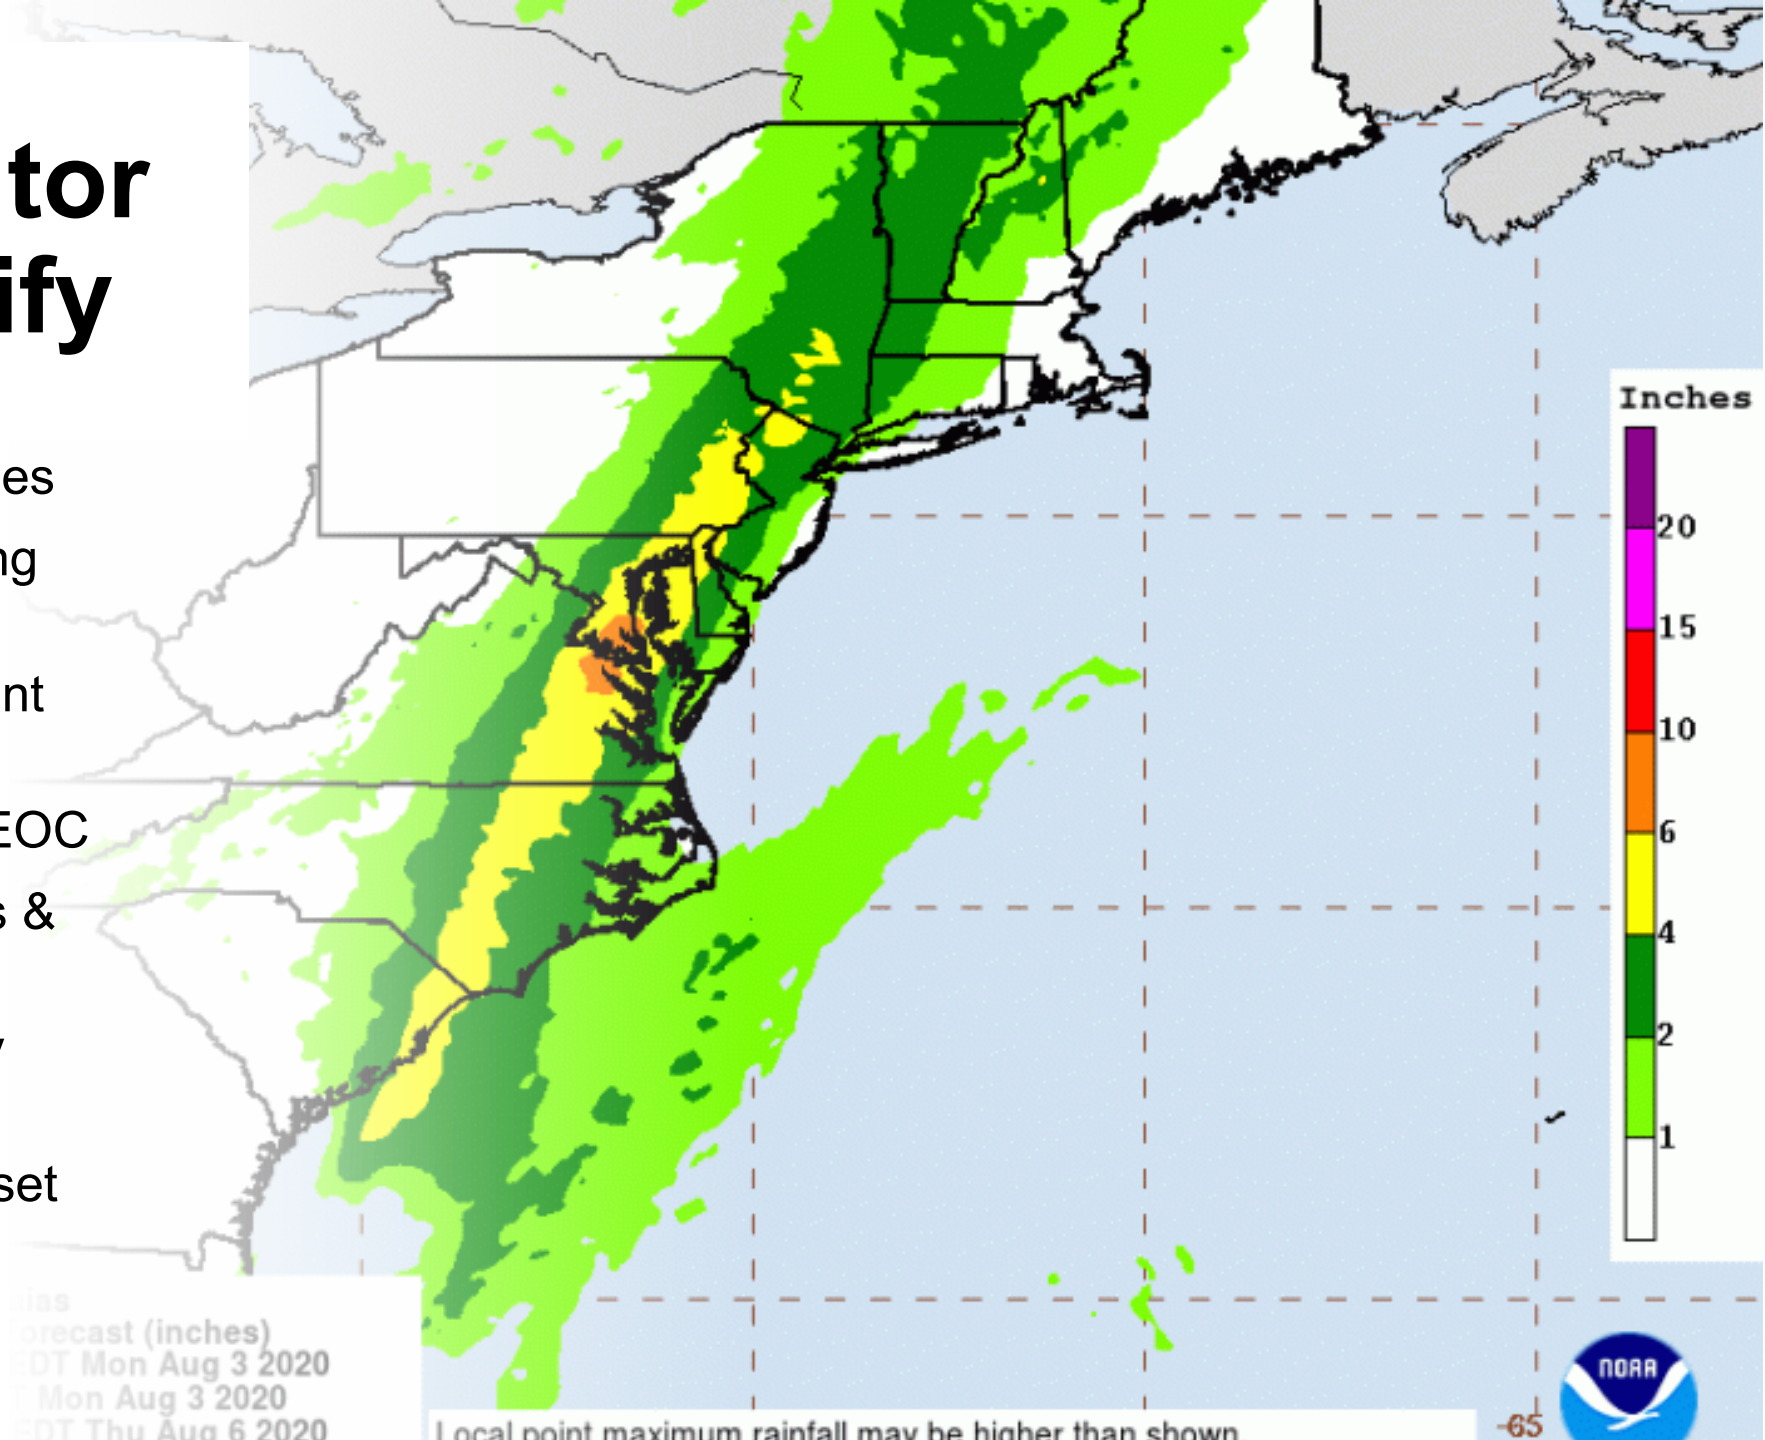 tor
ify
es
ng
nt
EOC
s &
y
set
Inches
20
15
10
6
4
2
1
ias
orecast (inches)
EDT Mon Aug 3 2020
T Mon Aug 3 2020
EDT Thu Aug 6 2020
Local point maximum rainfall may be higher than shown
-65
NOAA